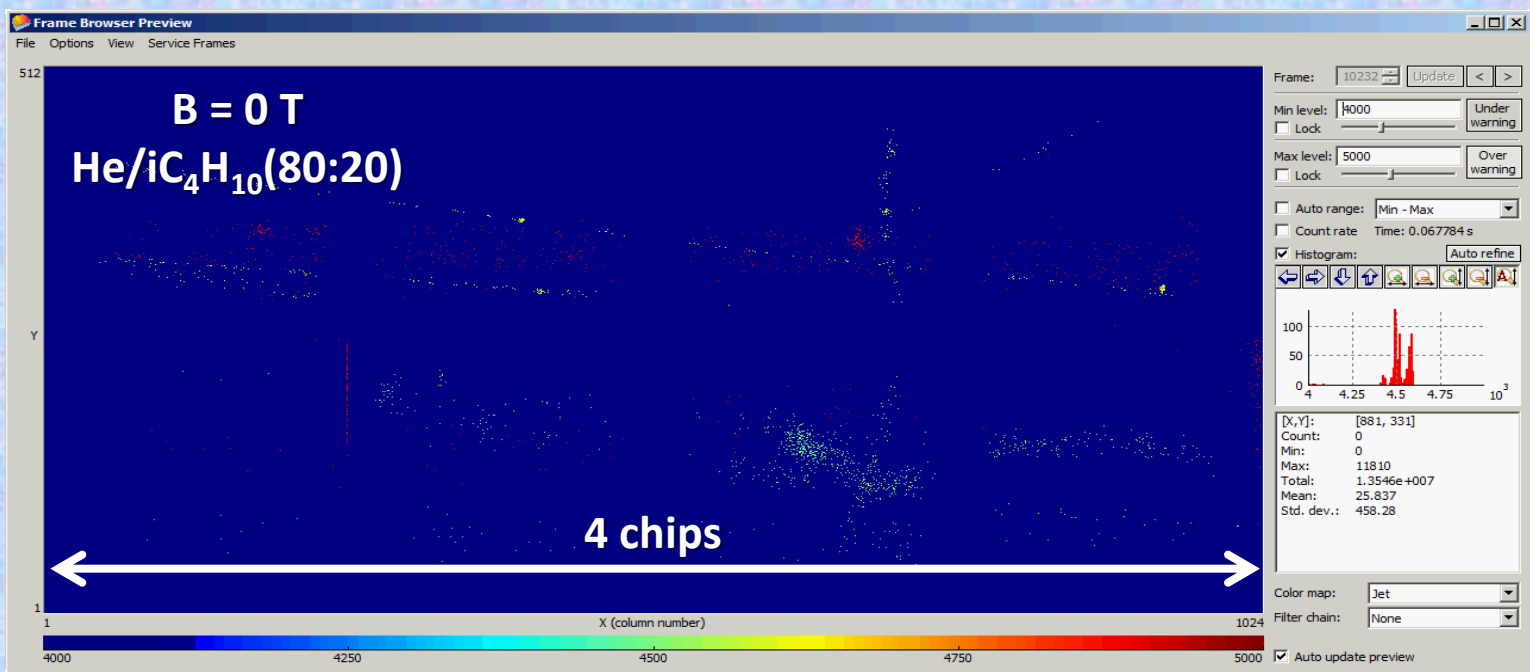 Frame Browser Preview
File Options View Service Frames
512
B = 0 T
He/iC4H10(80:20)
Y
4 chips
1
1 X (column number) 1024
4000 4250 4500 4750 5000
Frame: 10232 Update < >
Min level: 4000 Under warning
Lock
Max level: 5000 Over warning
Lock
Auto range: Min - Max
Count rate Time: 0.067784 s
Histogram: Auto refine
A
100
50
0
4 4.25 4.5 4.75 10^3
[X,Y]: [881, 331]
Count: 0
Min: 0
Max: 11810
Total: 1.3546e+007
Mean: 25.837
Std. dev.: 458.28
Color map: Jet
Filter chain: None
Auto update preview